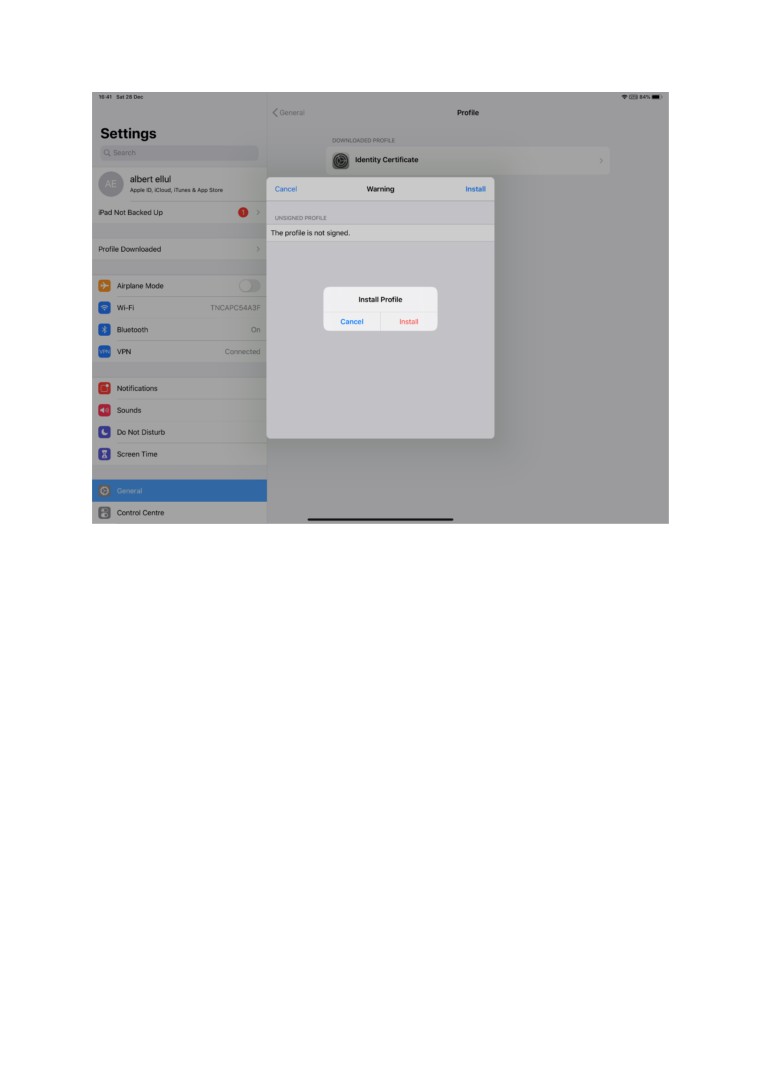 16:41 Sat 28 Dec
VPN 84%
Settings
Search
AE
albert ellul
Apple ID, iCloud, iTunes & App Store
iPad Not Backed Up 1
Profile Downloaded
Airplane Mode
Wi-Fi TNCAPC54A3F
Bluetooth On
VPN VPN Connected
Notifications
Sounds
Do Not Disturb
Screen Time
General
Control Centre
General Profile
DOWNLOADED PROFILE
Identity Certificate
Cancel Warning Install
UNSIGNED PROFILE
The profile is not signed.
Install Profile
Cancel Install